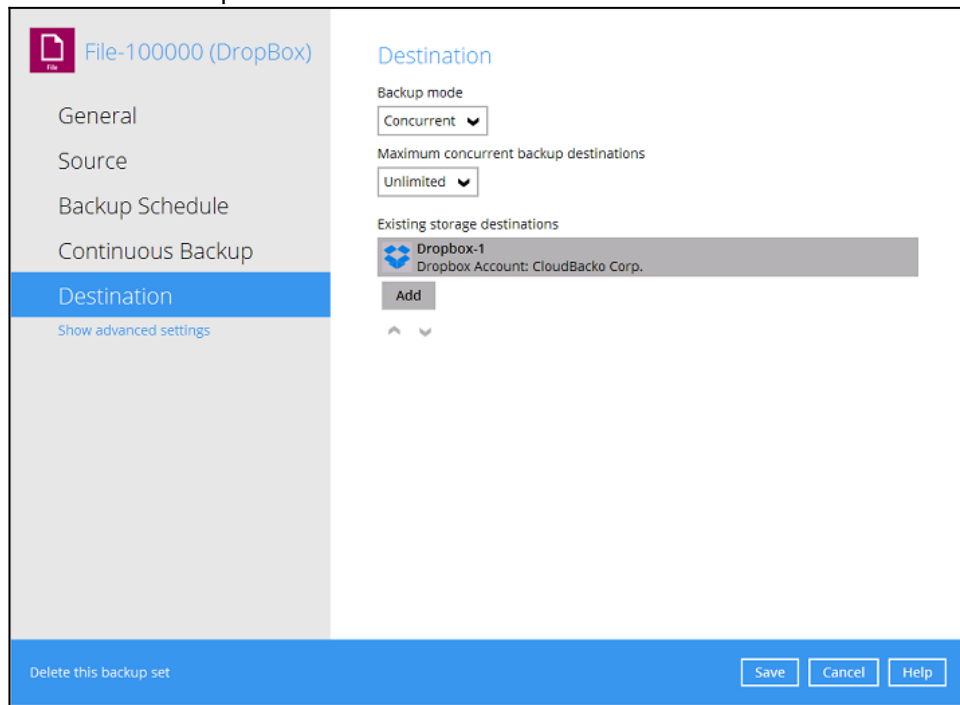 File
File-100000 (DropBox)
General
Source
Backup Schedule
Continuous Backup
Destination
Show advanced settings
Destination
Backup mode
Concurrent
Maximum concurrent backup destinations
Unlimited
Existing storage destinations
Dropbox-1
Dropbox Account: CloudBacko Corp.
Add
Delete this backup set
Save
Cancel
Help